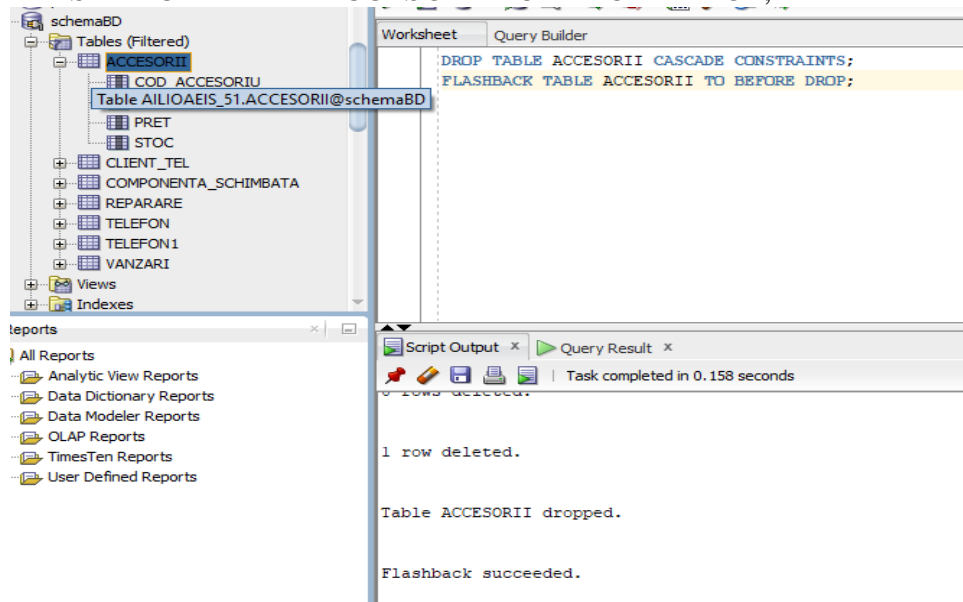 schemaBD
Tables (Filtered)
ACCESORII
COD_ACCESORIU
Table AILIOAEIS_51.ACCESORII@schemaBD
PRET
STOC
CLIENT_TEL
COMPONENTA_SCHIMBATA
REPARARE
TELEFON
TELEFON1
VANZARI
Views
Indexes
Reports
All Reports
Analytic View Reports
Data Dictionary Reports
Data Modeler Reports
OLAP Reports
TimesTen Reports
User Defined Reports
Worksheet Query Builder
DROP TABLE ACCESORII CASCADE CONSTRAINTS;
FLASHBACK TABLE ACCESORII TO BEFORE DROP;
Script Output x Query Result x
Task completed in 0.158 seconds
0 rows deleted.
1 row deleted.
Table ACCESORII dropped.
Flashback succeeded.